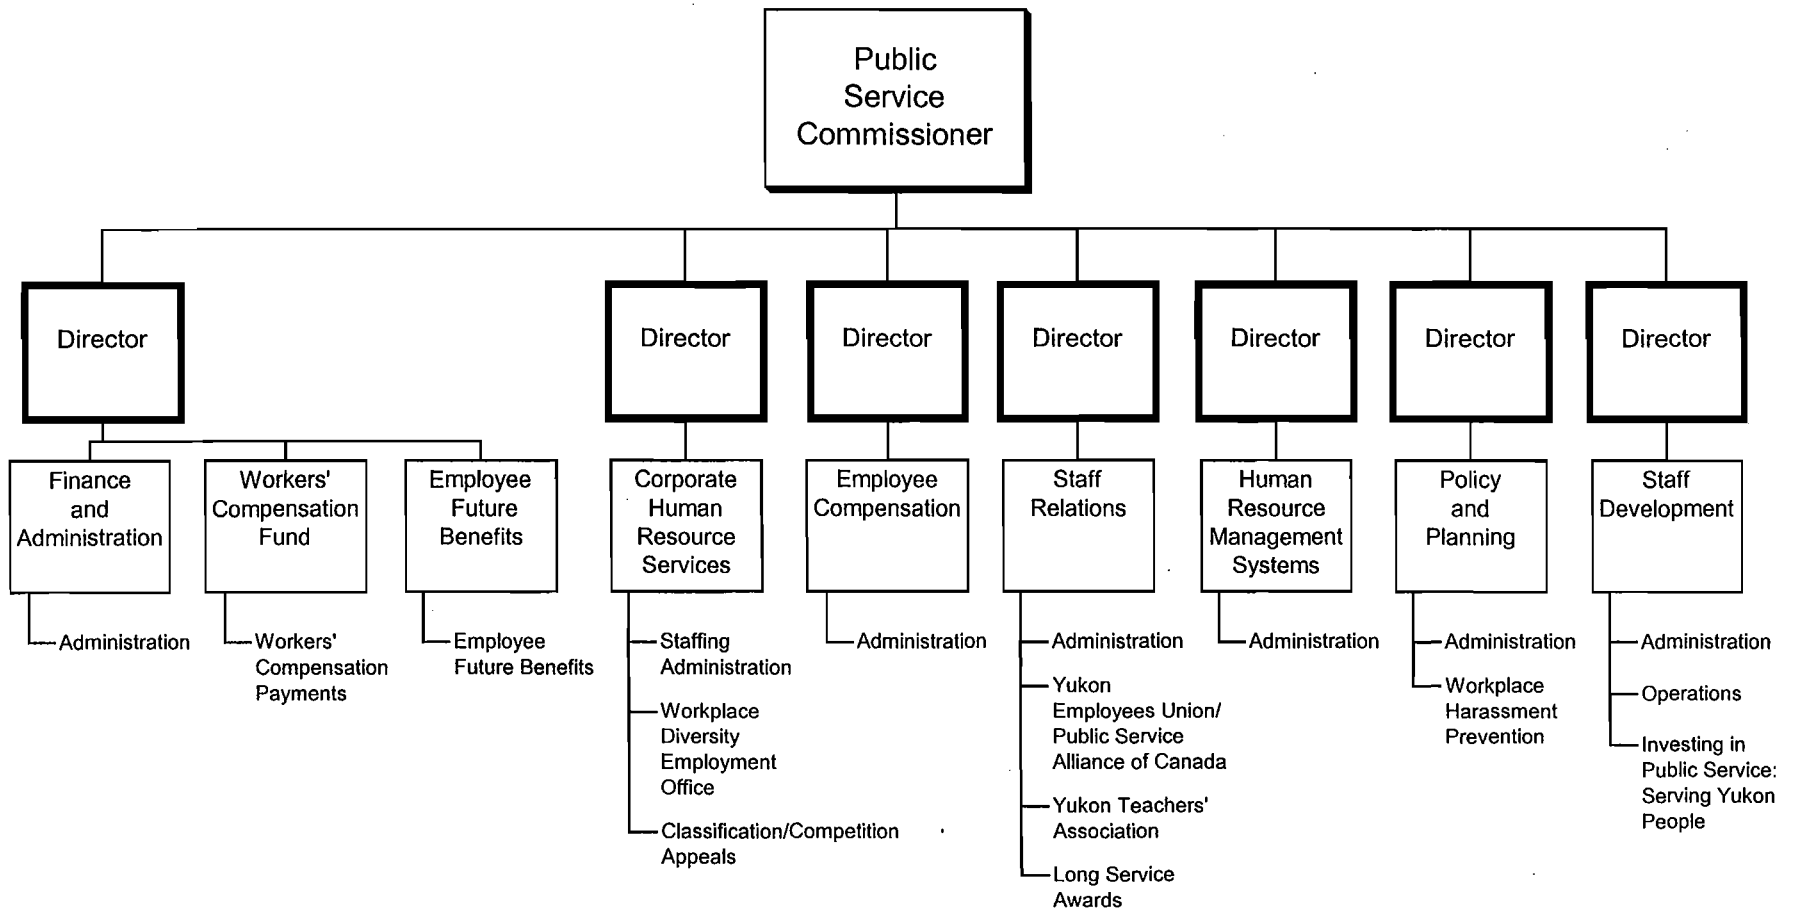 Public
Service
Commissioner
Director
Director
Director
Director
Director
Director
Director
Finance
and
Administration
Workers'
Compensation
Fund
Employee
Future
Benefits
Corporate
Human
Resource
Services
Employee
Compensation
Staff
Relations
Human
Resource
Management
Systems
Policy
and
Planning
Staff
Development
Administration
Workers'
Compensation
Payments
Employee
Future Benefits
Staffing
Administration
Workplace
Diversity
Employment
Office
Classification/Competition
Appeals
Administration
Administration
Yukon
Employees Union/
Public Service
Alliance of Canada
Yukon Teachers'
Association
Long Service
Awards
Administration
Administration
Workplace
Harassment
Prevention
Administration
Operations
Investing in
Public Service:
Serving Yukon
People